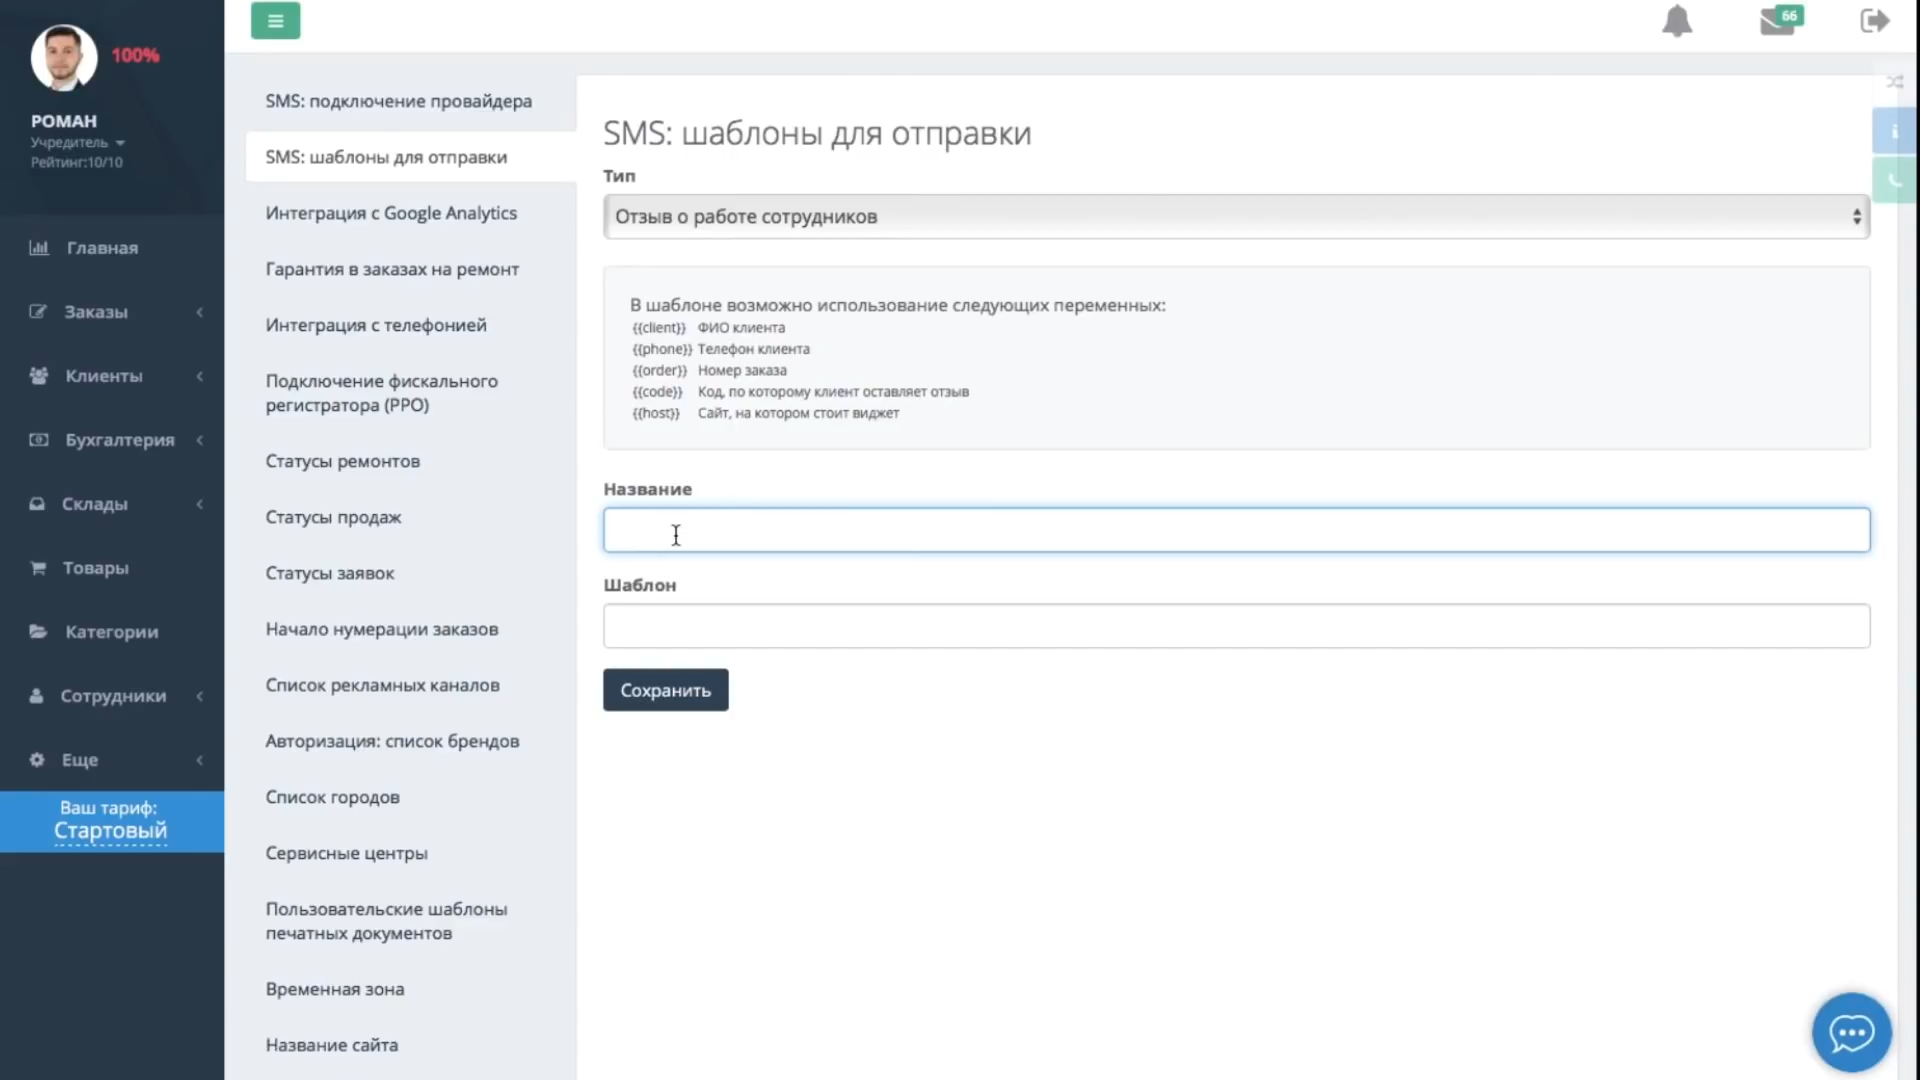 100%
РОМАН
Учредитель
Рейтинг:10/10
Главная
Заказы
Клиенты
Бухгалтерия
Склады
Товары
Категории
Сотрудники
Еще
Ваш тариф:
Стартовый
66
SMS: подключение провайдера
SMS: шаблоны для отправки
Интеграция с Google Analytics
Гарантия в заказах на ремонт
Интеграция с телефонией
Подключение фискального
регистратора (РРО)
Статусы ремонтов
Статусы продаж
Статусы заявок
Начало нумерации заказов
Список рекламных каналов
Авторизация: список брендов
Список городов
Сервисные центры
Пользовательские шаблоны
печатных документов
Временная зона
Название сайта
SMS: шаблоны для отправки
Тип
Отзыв о работе сотрудников
В шаблоне возможно использование следующих переменных:
{{client}} ФИО клиента
{{phone}} Телефон клиента
{{order}} Номер заказа
{{code}} Код, по которому клиент оставляет отзыв
{{host}} Сайт, на котором стоит виджет
Название
Шаблон
Сохранить